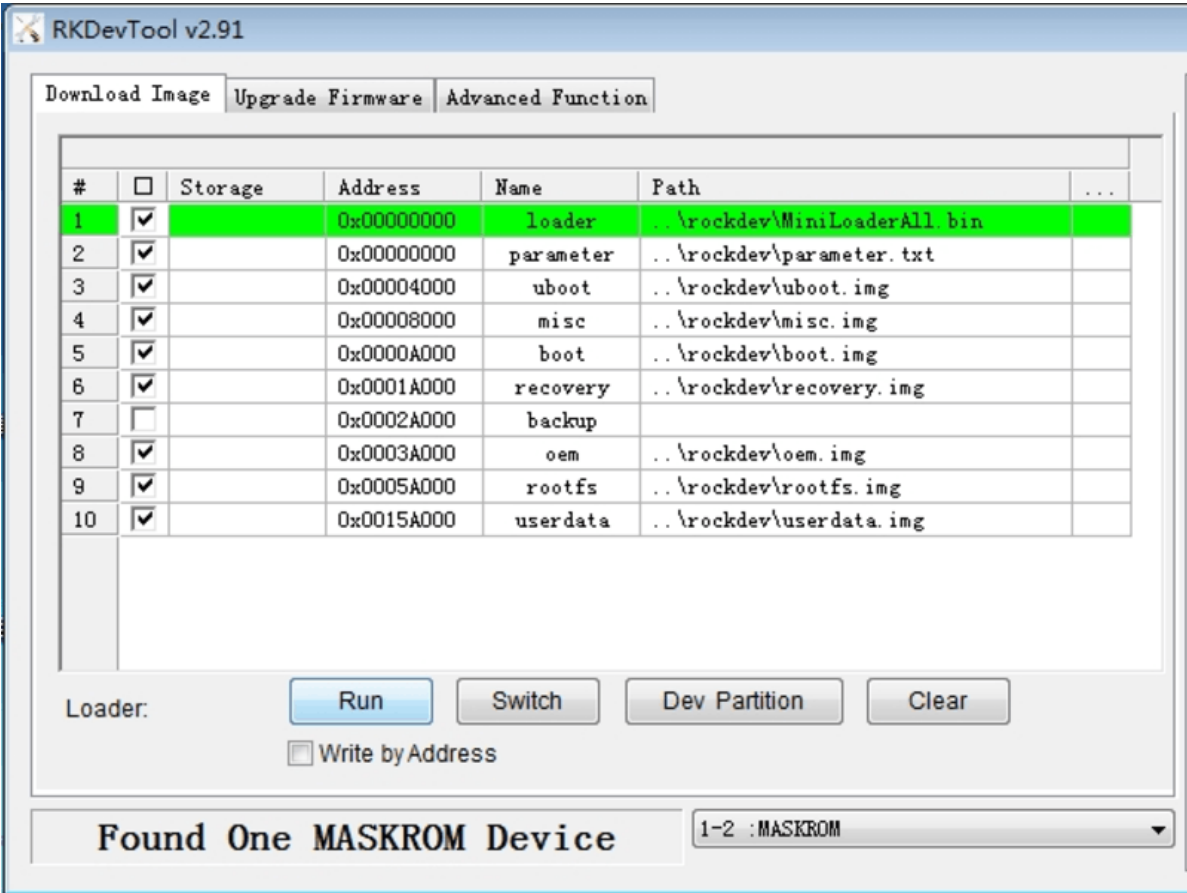 RKDevTool v2.91
Download Image Upgrade Firmware Advanced Function
# Storage Address Name Path ...
1 0x00000000 loader ..\rockdev\MiniLoaderAll.bin
2 0x00000000 parameter ..\rockdev\parameter.txt
3 0x00004000 uboot ..\rockdev\uboot.img
4 0x00008000 misc ..\rockdev\misc.img
5 0x0000A000 boot ..\rockdev\boot.img
6 0x0001A000 recovery ..\rockdev\recovery.img
7 0x0002A000 backup
8 0x0003A000 oem ..\rockdev\oem.img
9 0x0005A000 rootfs ..\rockdev\rootfs.img
10 0x0015A000 userdata ..\rockdev\userdata.img
Loader: Run Switch Dev Partition Clear
Write by Address
Found One MASKROM Device 1-2 :MASKROM